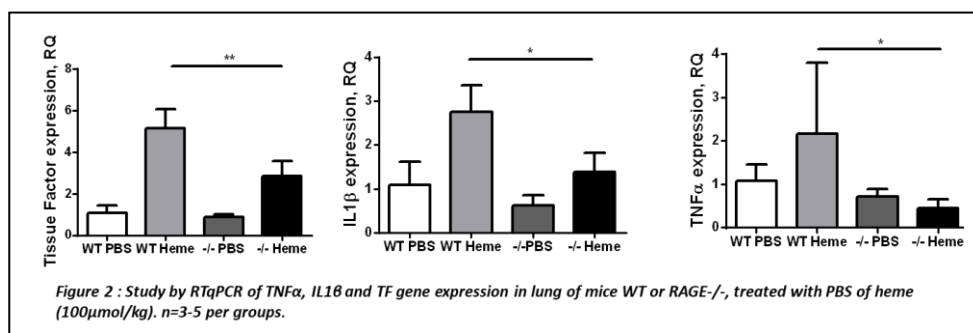 Tissue Factor expression, RQ
8
6
4
2
0
**
WT PBS WT Heme -/- PBS -/- Heme
IL1β expression, RQ
4
3
2
1
0
*
WT PBS WT Heme -/-PBS -/- Heme
TNFα expression, RQ
4
3
2
1
0
*
WT PBS WT Heme -/-PBS -/- Heme
Figure 2 : Study by RTqPCR of TNFα, IL1β and TF gene expression in lung of mice WT or RAGE-/-, treated with PBS of heme
(100µmol/kg). n=3-5 per groups.